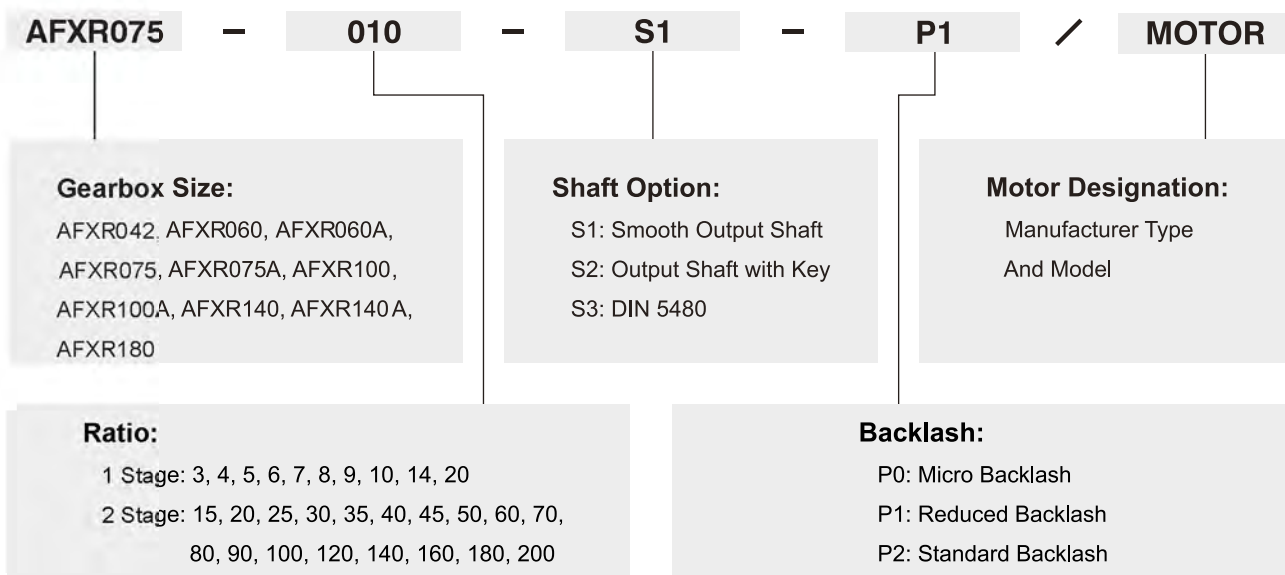 AFXR075 – 010 – S1 – P1 / MOTOR
Gearbox Size:
AFXR042, AFXR060, AFXR060A,
AFXR075, AFXR075A, AFXR100,
AFXR100A, AFXR140, AFXR140A,
AFXR180
Shaft Option:
S1: Smooth Output Shaft
S2: Output Shaft with Key
S3: DIN 5480
Motor Designation:
Manufacturer Type
And Model
Ratio:
1 Stage: 3, 4, 5, 6, 7, 8, 9, 10, 14, 20
2 Stage: 15, 20, 25, 30, 35, 40, 45, 50, 60, 70,
80, 90, 100, 120, 140, 160, 180, 200
Backlash:
P0: Micro Backlash
P1: Reduced Backlash
P2: Standard Backlash